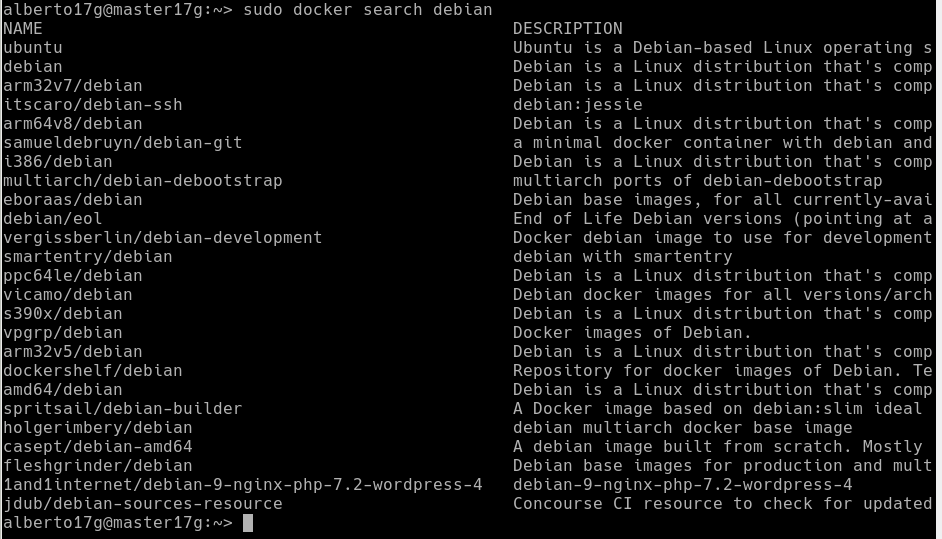 alberto17g@master17g:~> sudo docker search debian
NAME DESCRIPTION
ubuntu Ubuntu is a Debian-based Linux operating s
debian Debian is a Linux distribution that's comp
arm32v7/debian Debian is a Linux distribution that's comp
itscaro/debian-ssh debian:jessie
arm64v8/debian Debian is a Linux distribution that's comp
samueldebruyn/debian-git a minimal docker container with debian and
i386/debian Debian is a Linux distribution that's comp
multiarch/debian-debootstrap multiarch ports of debian-debootstrap
eboraas/debian Debian base images, for all currently-avai
debian/eol End of Life Debian versions (pointing at a
vergissberlin/debian-development Docker debian image to use for development
smartentry/debian debian with smartentry
ppc64le/debian Debian is a Linux distribution that's comp
vicamo/debian Debian docker images for all versions/arch
s390x/debian Debian is a Linux distribution that's comp
vpgrp/debian Docker images of Debian.
arm32v5/debian Debian is a Linux distribution that's comp
dockershelf/debian Repository for docker images of Debian. Te
amd64/debian Debian is a Linux distribution that's comp
spritsail/debian-builder A Docker image based on debian:slim ideal
holgerimbery/debian debian multiarch docker base image
casept/debian-amd64 A debian image built from scratch. Mostly
fleshgrinder/debian Debian base images for production and mult
1and1internet/debian-9-nginx-php-7.2-wordpress-4 debian-9-nginx-php-7.2-wordpress-4
jdub/debian-sources-resource Concourse CI resource to check for updated
alberto17g@master17g:~>